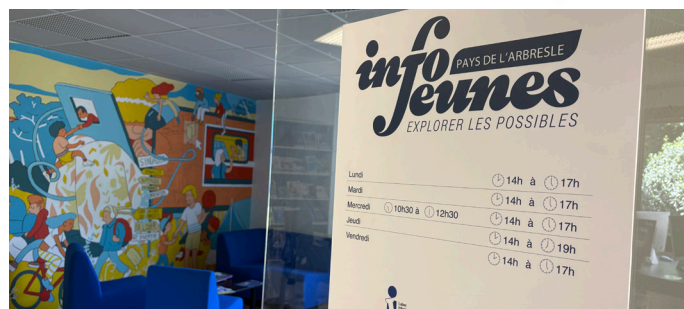 info
PAYS DE L'ARBRESLE
Jeunes
EXPLORER LES POSSIBLES
Lundi 14h à 17h
Mardi 14h à 17h
Mercredi 10h30 à 12h30 14h à 17h
Jeudi 14h à 19h
Vendredi 14h à 17h